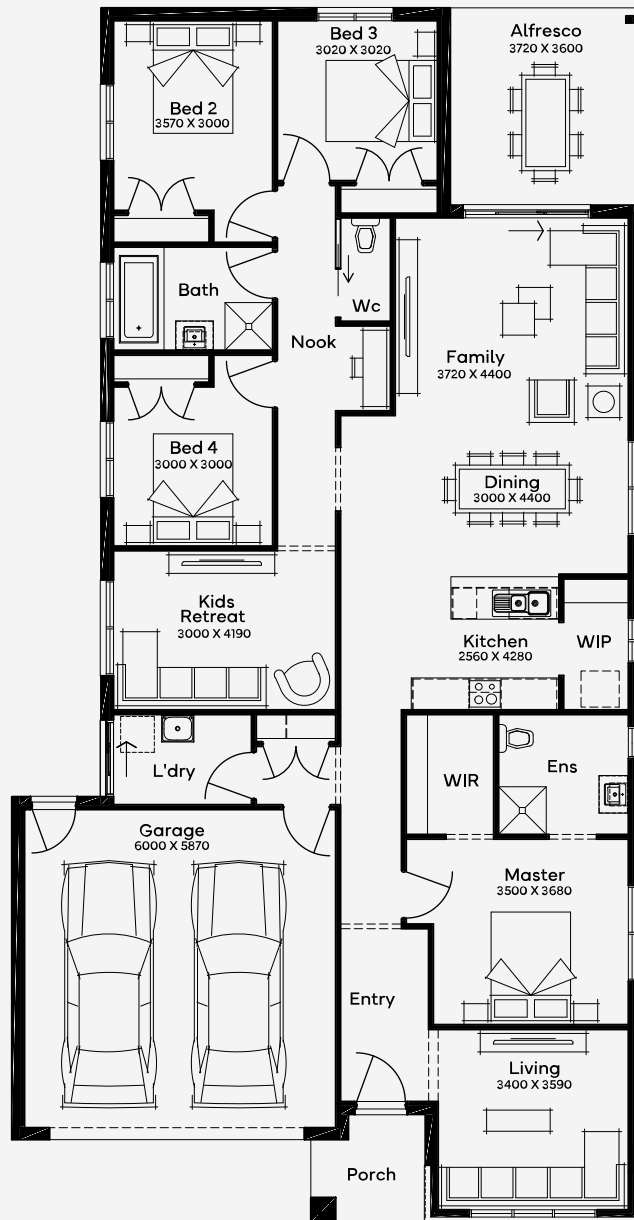 Bed 3
3020 X 3020
Alfresco
3720 X 3600
Bed 2
3570 X 3000
Bath
Wc
Nook
Family
3720 X 4400
Bed 4
3000 X 3000
Dining
3000 X 4400
Kids
Retreat
3000 X 4190
Kitchen
2560 X 4280
WIP
L'dry
WIR
Ens
Garage
6000 X 5870
Master
3500 X 3680
Entry
Living
3400 X 3590
Porch